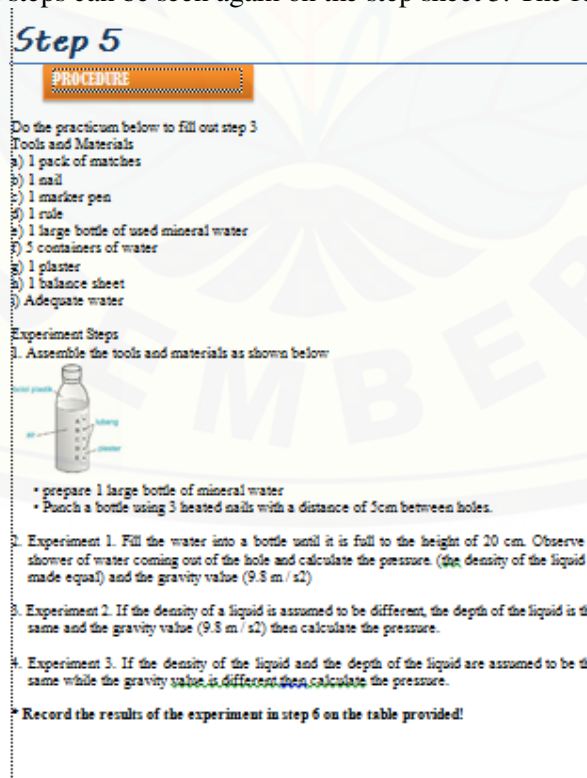 steps can be seen again on the step sheet 5. The re
Step 5
PROCEDURE
Do the practicum below to fill out step 3
Tools and Materials
a) 1 pack of matches
b) 1 nail
c) 1 marker pen
d) 1 rule
e) 1 large bottle of used mineral water
f) 5 containers of water
g) 1 plaster
h) 1 balance sheet
i) Adequate water
Experiment Steps
1. Assemble the tools and materials as shown below
botol plastik
A
B
C
D
E
lubang
air
plaster
• prepare 1 large bottle of mineral water
• Punch a bottle using 3 heated nails with a distance of 5cm between holes.
2. Experiment 1. Fill the water into a bottle until it is full to the height of 20 cm. Observe
shower of water coming out of the hole and calculate the pressure. (the density of the liquid
made equal) and the gravity value (9.8 m / s2)
3. Experiment 2. If the density of a liquid is assumed to be different, the depth of the liquid is th
same and the gravity value (9.8 m / s2) then calculate the pressure.
4. Experiment 3. If the density of the liquid and the depth of the liquid are assumed to be th
same while the gravity value is different then calculate the pressure.
* Record the results of the experiment in step 6 on the table provided!
EMBER